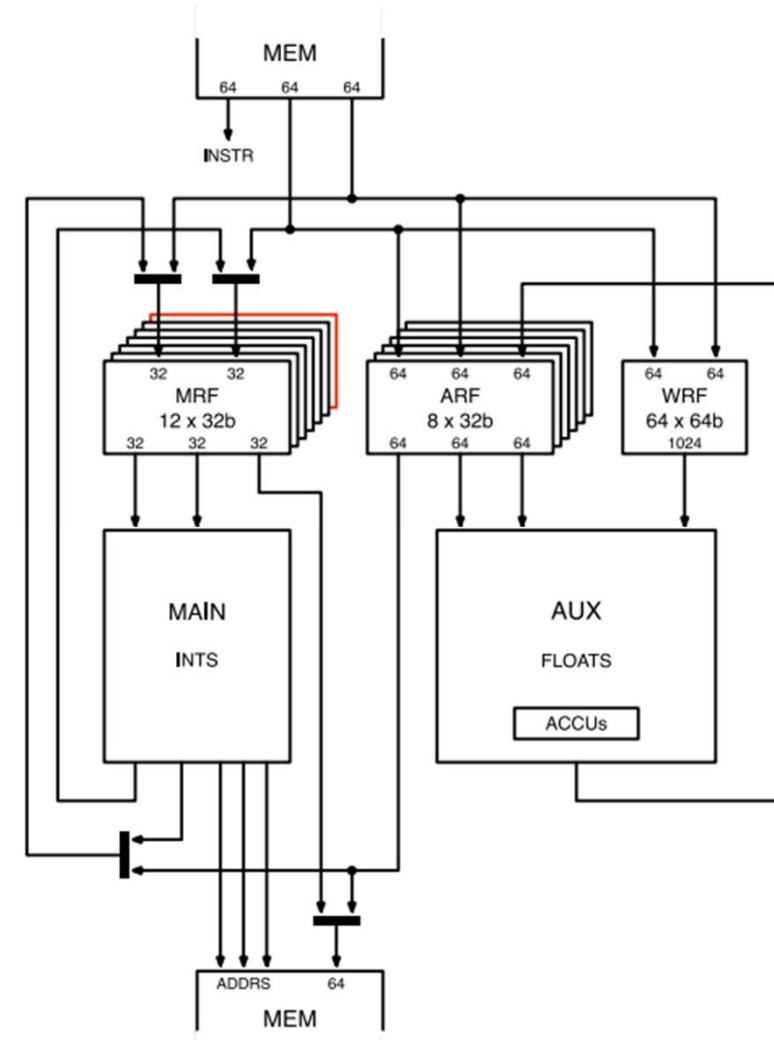 MEM
64 64 64
INSTR
32 32
MRF
12 x 32b
32 32 32
64 64 64
ARF
8 x 32b
64 64 64
64 64
WRF
64 x 64b
1024
MAIN
INTS
AUX
FLOATS
ACCUs
ADDRS 64
MEM